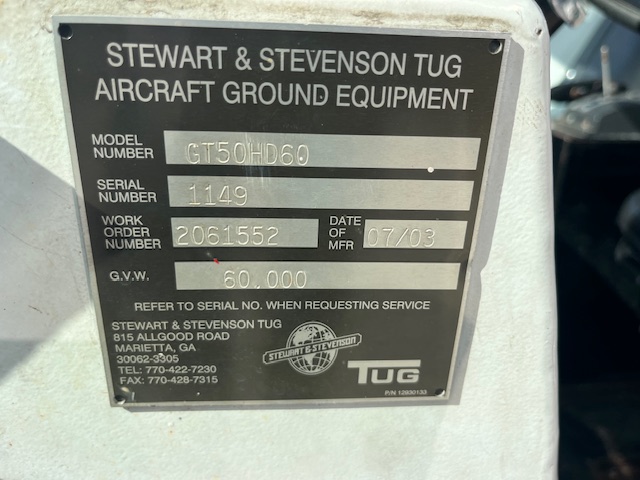 STEWART & STEVENSON TUG
AIRCRAFT GROUND EQUIPMENT
MODEL NUMBER GT50HD60
SERIAL NUMBER 1149
WORK ORDER NUMBER 2061552 DATE OF MFR 07/03
G.V.W. 60,000
REFER TO SERIAL NO. WHEN REQUESTING SERVICE
STEWART & STEVENSON TUG
815 ALLGOOD ROAD
MARIETTA, GA
30062-3305
TEL: 770-422-7230
FAX: 770-428-7315
STEWART & STEVENSON
TUG
P/N 12930133